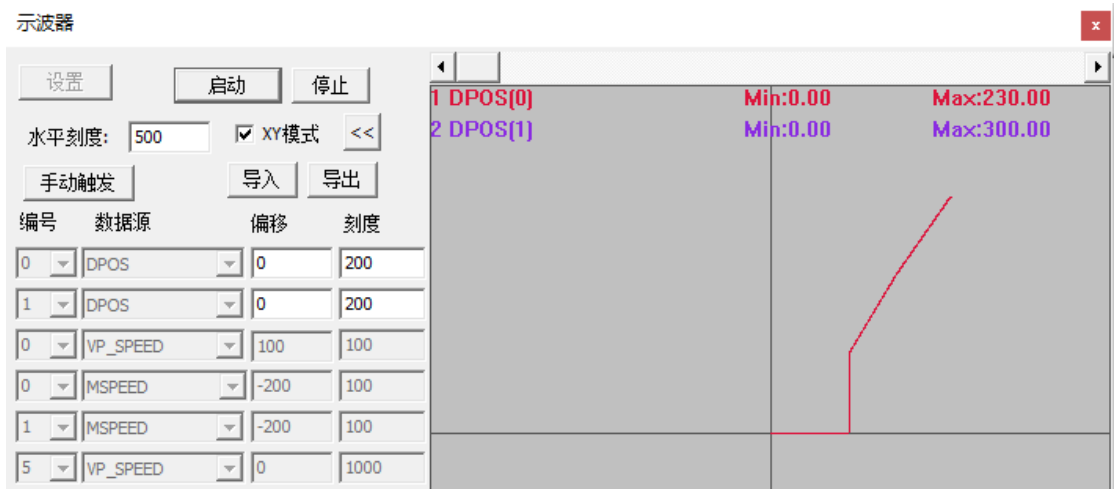 示波器
x
设置 启动 停止
水平刻度: 500 XY模式 <<
手动触发 导入 导出
编号 数据源 偏移 刻度
0 DPOS 0 200
1 DPOS 0 200
0 VP_SPEED 100 100
0 MSPEED -200 100
1 MSPEED -200 100
5 VP_SPEED 0 1000
1 DPOS(0) Min:0.00 Max:230.00
2 DPOS(1) Min:0.00 Max:300.00